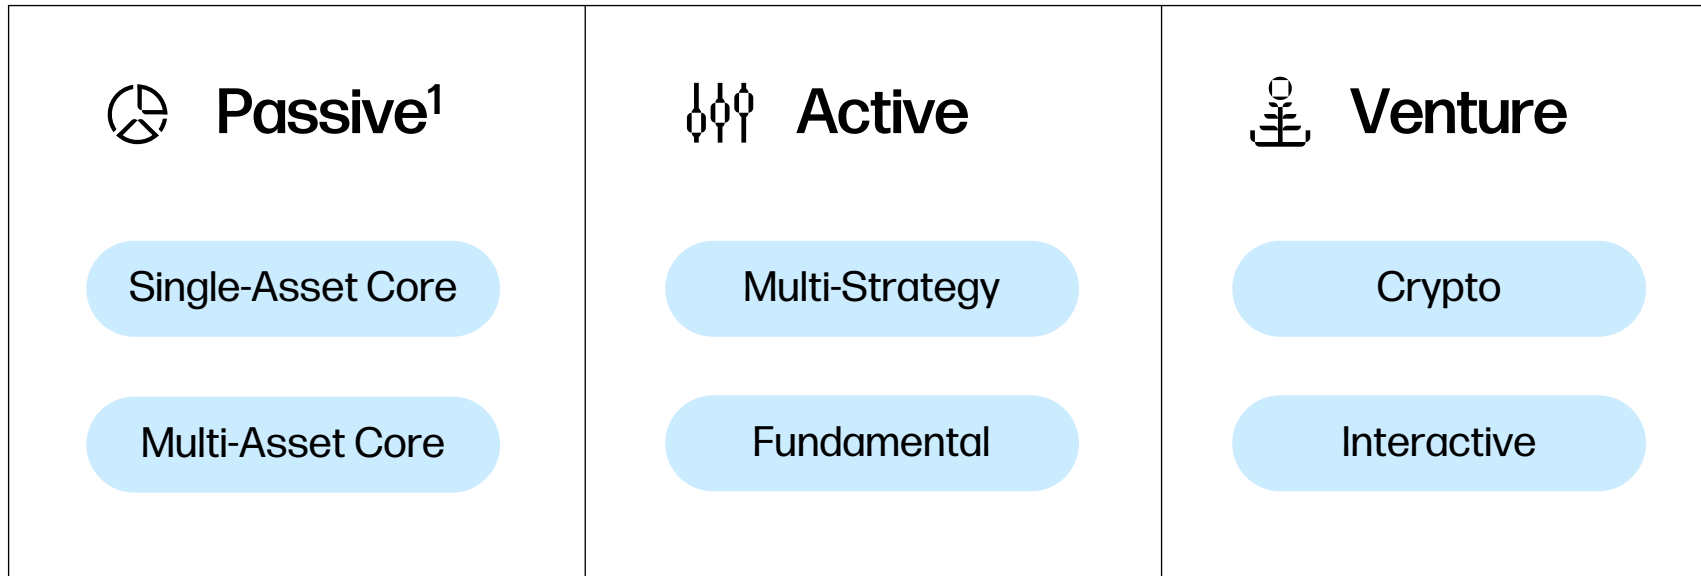 Passive¹
Single-Asset Core
Multi-Asset Core
Active
Multi-Strategy
Fundamental
Venture
Crypto
Interactive